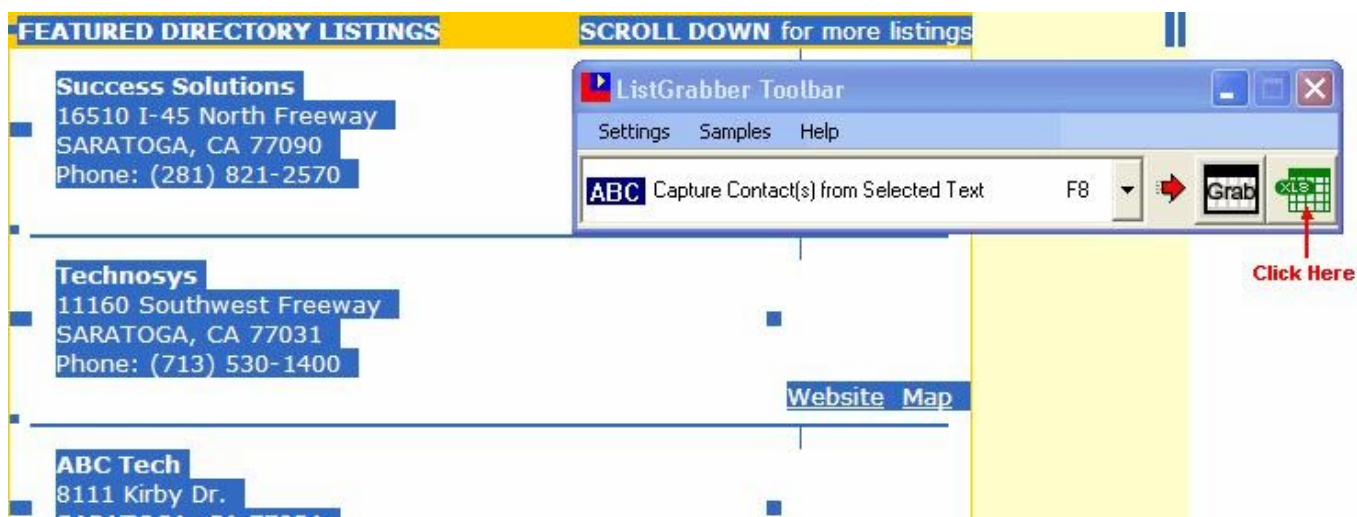 FEATURED DIRECTORY LISTINGS SCROLL DOWN for more listings
Success Solutions
16510 I-45 North Freeway
SARATOGA, CA 77090
Phone: (281) 821-2570
ListGrabber Toolbar
Settings Samples Help
ABC Capture Contact(s) from Selected Text F8 Grab XLS
Click Here
Technosys
11160 Southwest Freeway
SARATOGA, CA 77031
Phone: (713) 530-1400
Website Map
ABC Tech
8111 Kirby Dr.